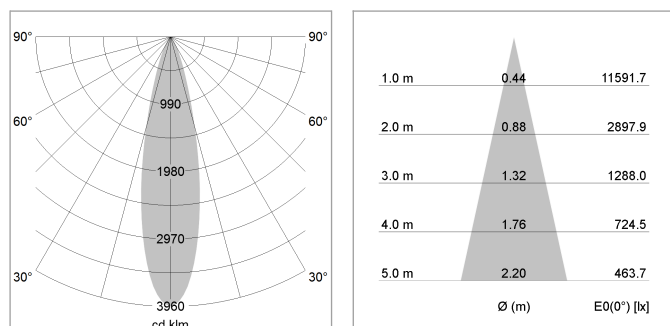 90° 90°
990
60° 60°
1980
2970
30° 30°
3960
cd klm
1.0 m 0.44 11591.7
2.0 m 0.88 2897.9
3.0 m 1.32 1288.0
4.0 m 1.76 724.5
5.0 m 2.20 463.7
Ø (m) E0(0°) [lx]